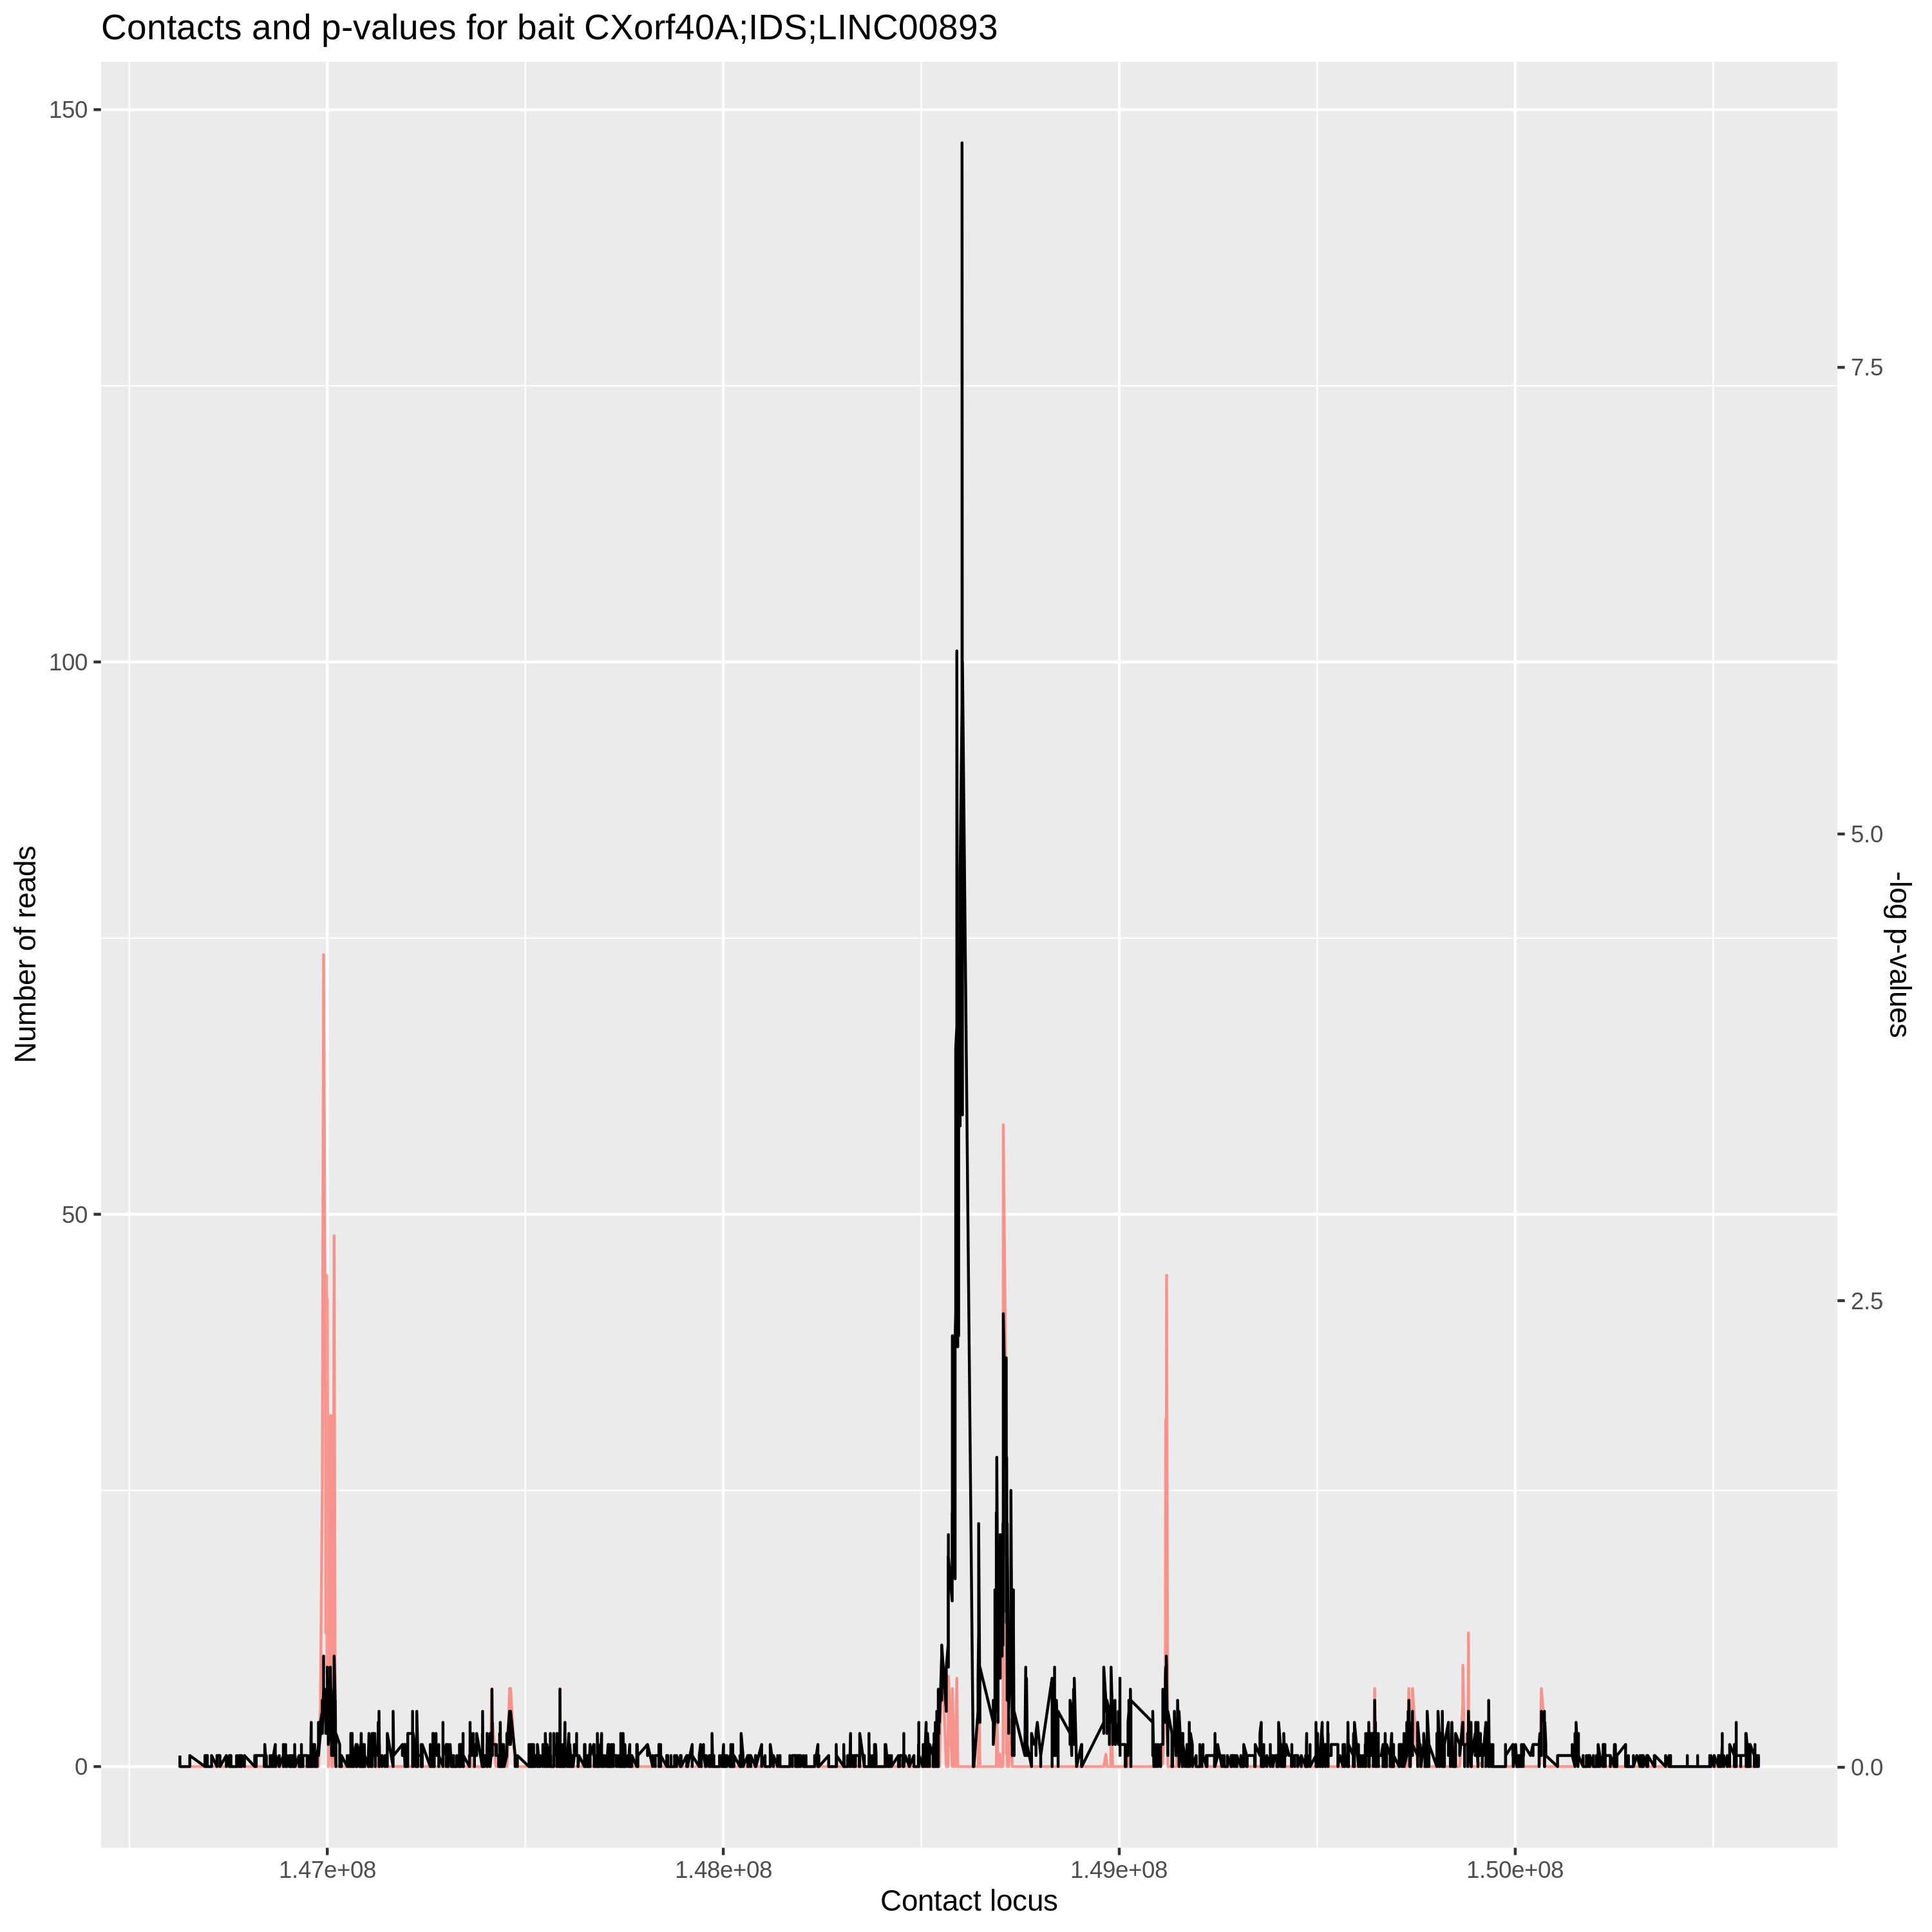 Contacts and p-values for bait CXorf40A;IDS;LINC00893
150
100
50
0
Number of reads
7.5
5.0
2.5
0.0
-log p-values
1.47e+08
1.48e+08
1.49e+08
1.50e+08
Contact locus